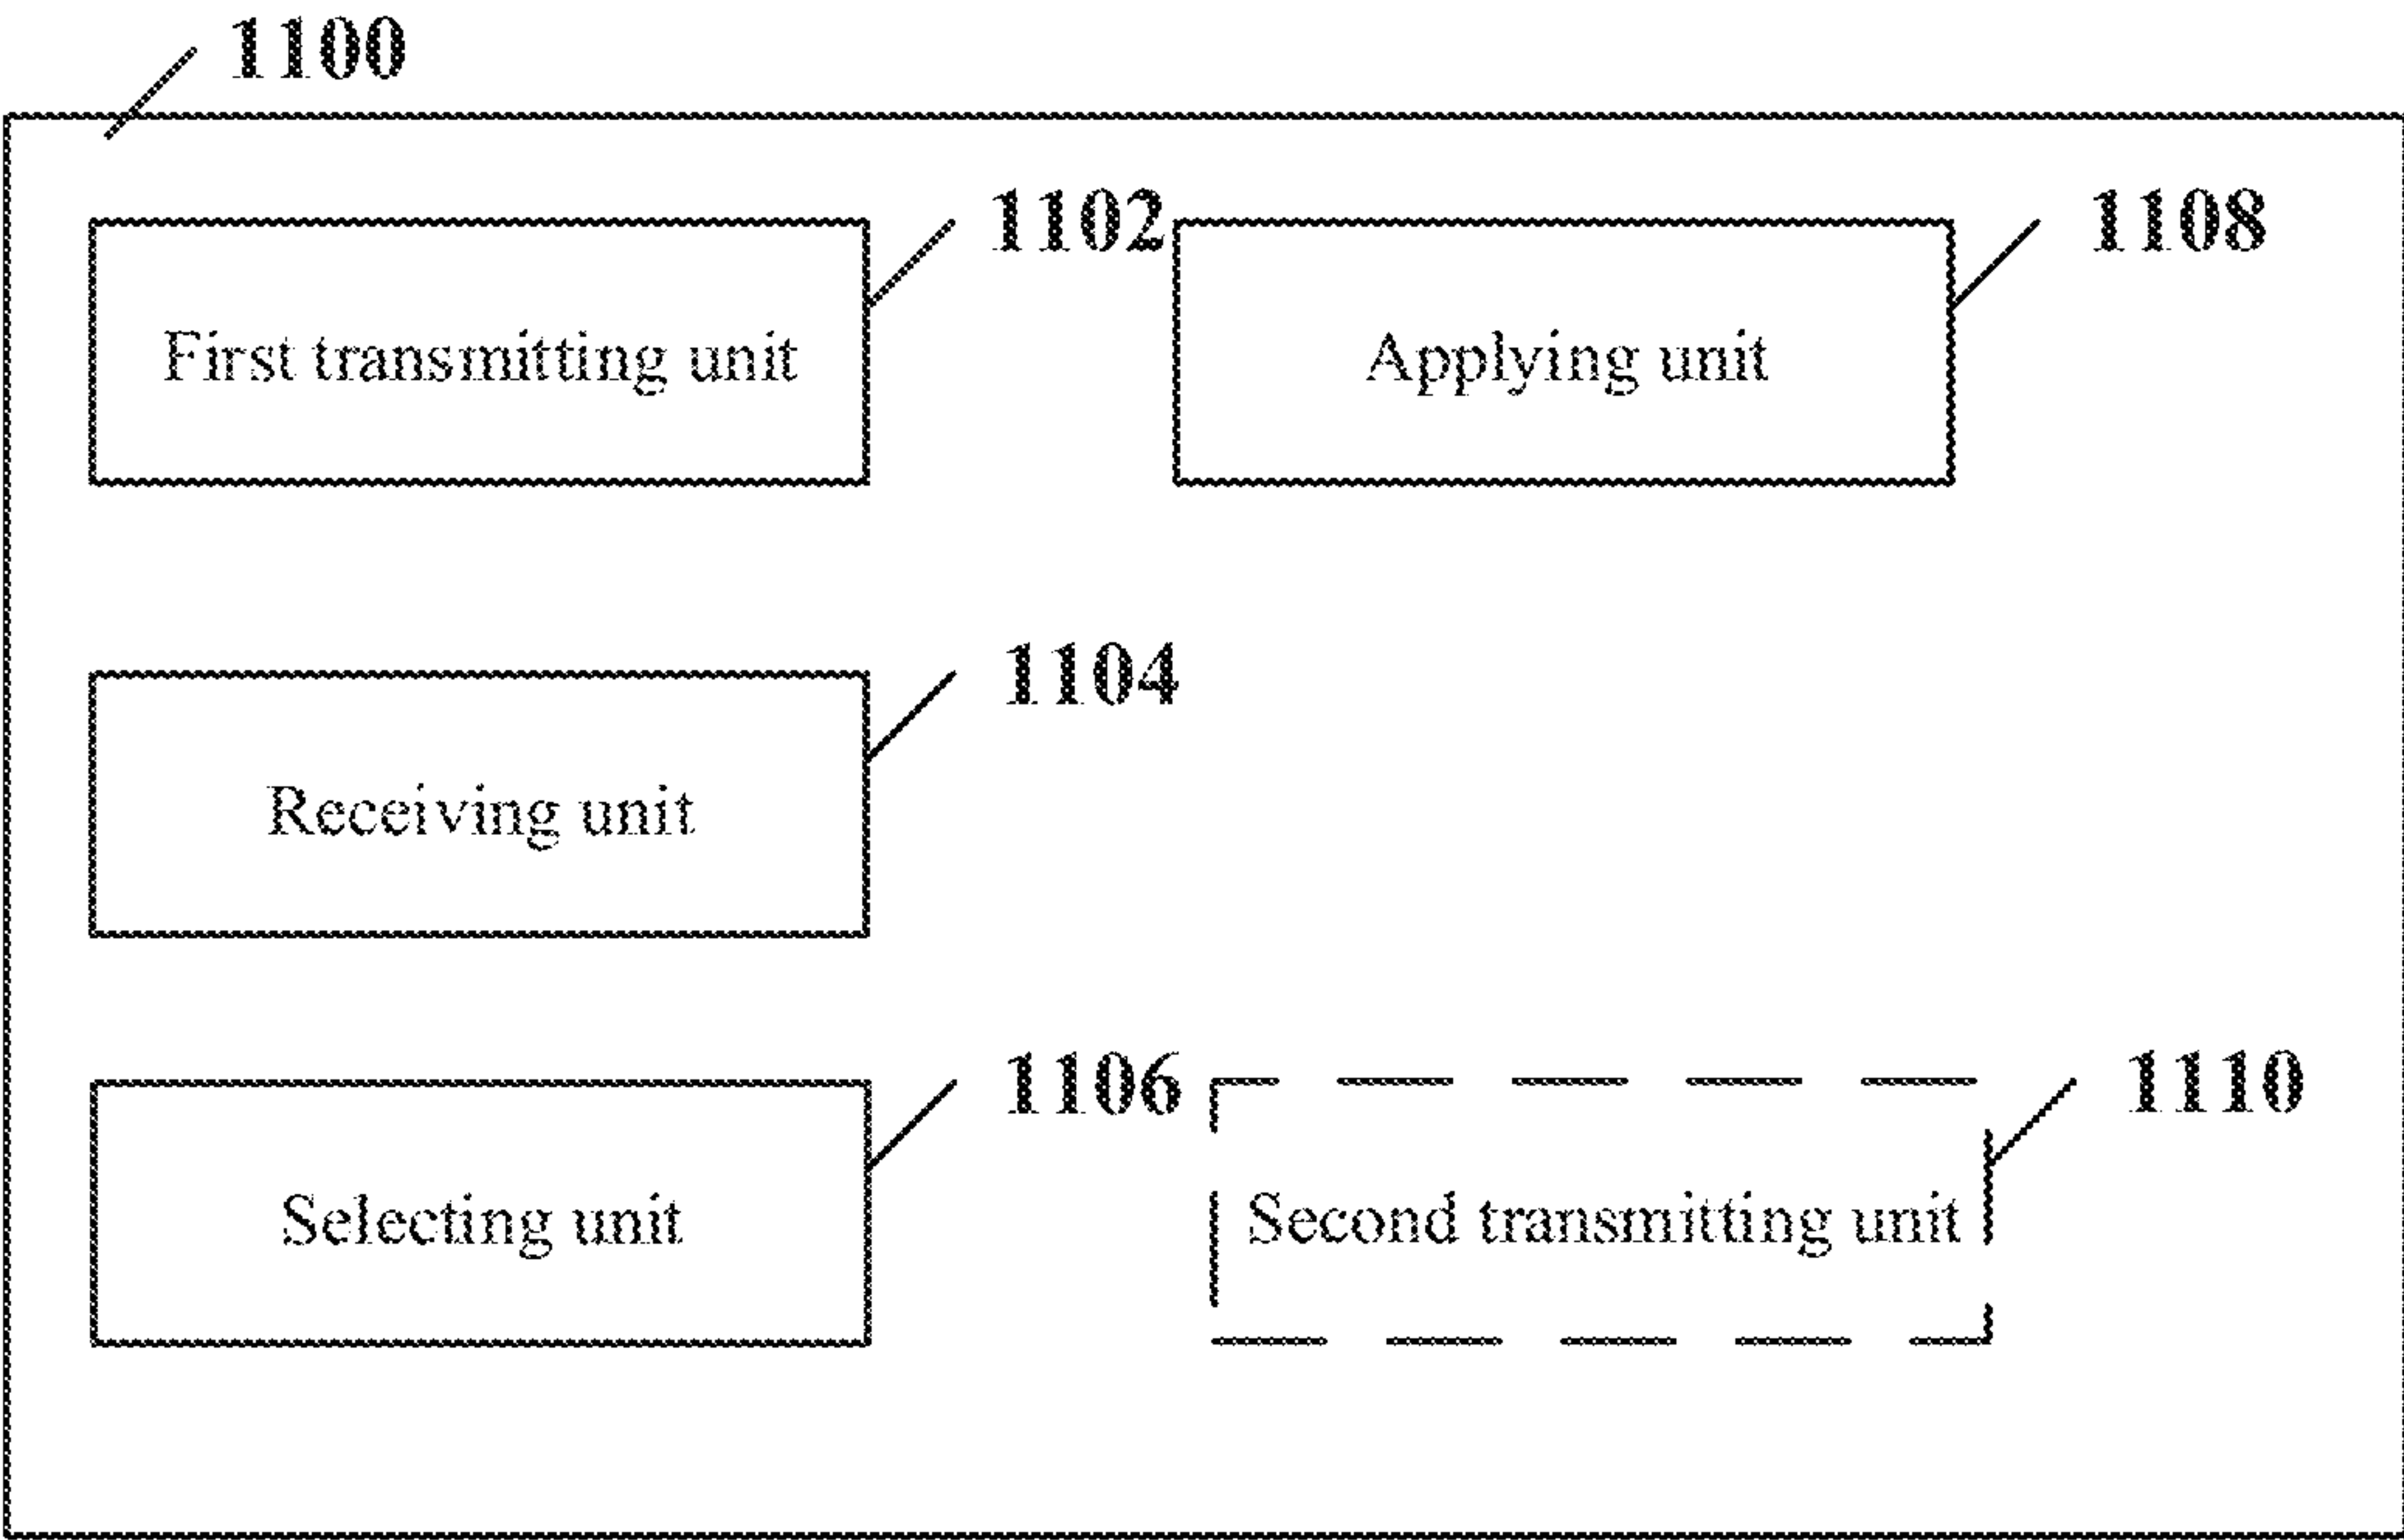 1100
1102
1108
First transmitting unit
Applying unit
1104
Receiving unit
1106
1110
Selecting unit
Second transmitting unit